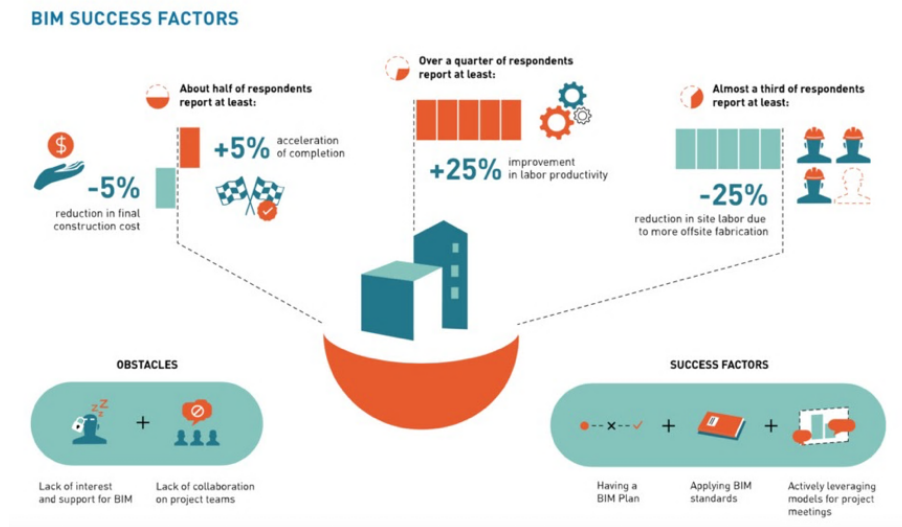 BIM SUCCESS FACTORS
About half of respondents
report at least:
$
-5%
reduction in final
construction cost
+5%
acceleration
of completion
Over a quarter of respondents
report at least:
+25%
improvement
in labor productivity
Almost a third of respondents
report at least:
-25%
reduction in site labor due
to more offsite fabrication
OBSTACLES
zzz
+
Lack of interest
and support for BIM
Lack of collaboration
on project teams
SUCCESS FACTORS
+
+
Having a
BIM Plan
Applying BIM
standards
Actively leveraging
models for project
meetings